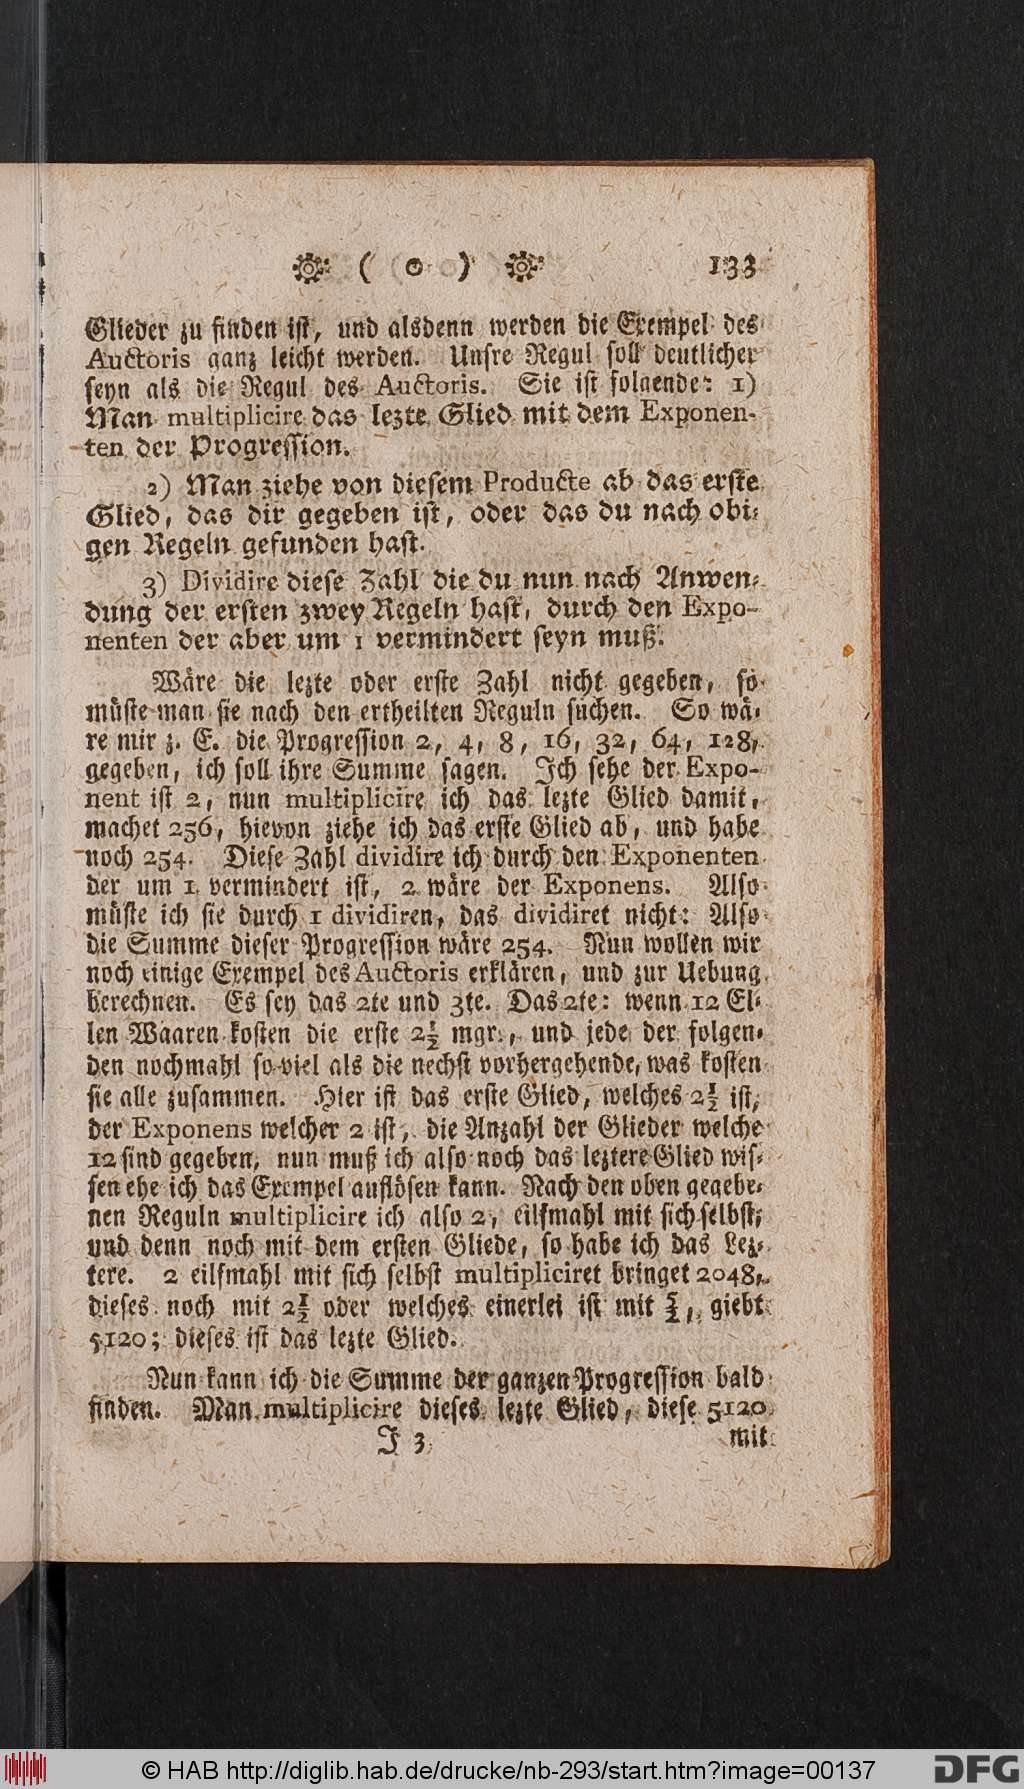 ( o ) 133
Glieder zu finden ist, und alsdenn werden die Exempel des
Auctoris ganz leicht werden. Unsre Regul soll deutlicher
seyn als die Regul des Auctoris. Sie ist folgende: 1)
Man multiplicire das lezte Glied mit dem Exponen-
ten der Progression.
2) Man ziehe von diesem Producte ab das erste
Glied, das dir gegeben ist, oder das du nach obi-
gen Regeln gefunden hast.
3) Dividire diese Zahl die du nun nach Anwen-
dung der ersten zwey Regeln hast, durch den Expo-
nenten der aber um 1 vermindert seyn muß.
Wäre die lezte oder erste Zahl nicht gegeben, so
müste man sie nach den ertheilten Reguln suchen. So wä-
re mir z. E. die Progression 2, 4, 8, 16, 32, 64, 128,
gegeben, ich soll ihre Summe sagen. Ich sehe der Expo-
nent ist 2, nun multiplicire ich das lezte Glied damit,
machet 256, hievon ziehe ich das erste Glied ab, und habe
noch 254. Diese Zahl dividire ich durch den Exponenten
der um 1 vermindert ist, 2 wäre der Exponens. Also
müste ich sie durch 1 dividiren, das dividiret nicht: Also
die Summe dieser Progression wäre 254. Nun wollen wir
noch einige Exempel des Auctoris erklären, und zur Uebung
berechnen. Es sey das 2te und 3te. Das 2te: wenn 12 El-
len Waaren kosten die erste 2½ mgr., und jede der folgen-
den nochmahl so viel als die nechst vorhergehende, was kosten
sie alle zusammen. Hier ist das erste Glied, welches 2½ ist,
der Exponens welcher 2 ist, die Anzahl der Glieder welche
12 sind gegeben, nun muß ich also noch das leztere Glied wis-
sen ehe ich das Exempel auflösen kann. Nach den oben gegebe-
nen Reguln multiplicire ich also 2, eilfmahl mit sich selbst,
und denn noch mit dem ersten Gliede, so habe ich das Lez-
tere. 2 eilfmahl mit sich selbst multipliciret bringet 2048,
dieses noch mit 2½ oder welches einerlei ist mit 5/2, giebt
5120; dieses ist das lezte Glied.
Nun kann ich die Summe der ganzen Progression bald
finden. Man multiplicire dieses lezte Glied, diese 5120
J 3 mit
© HAB http://diglib.hab.de/drucke/nb-293/start.htm?image=00137 DFG